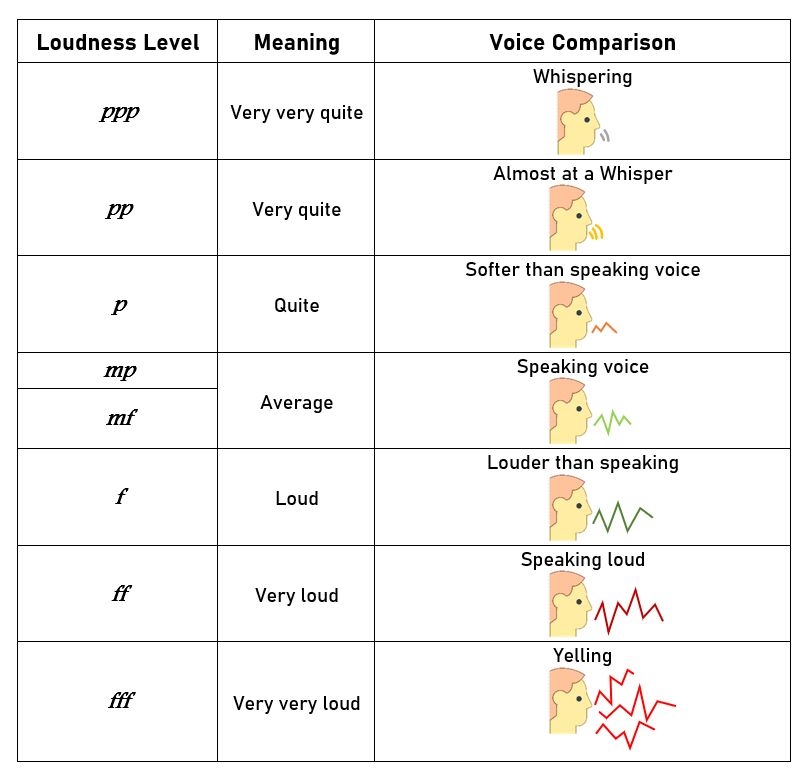 Loudness Level Meaning Voice Comparison
ppp Very very quite Whispering
pp Very quite Almost at a Whisper
p Quite Softer than speaking voice
mp Average Speaking voice
mf
f Loud Louder than speaking
ff Very loud Speaking loud
fff Very very loud Yelling